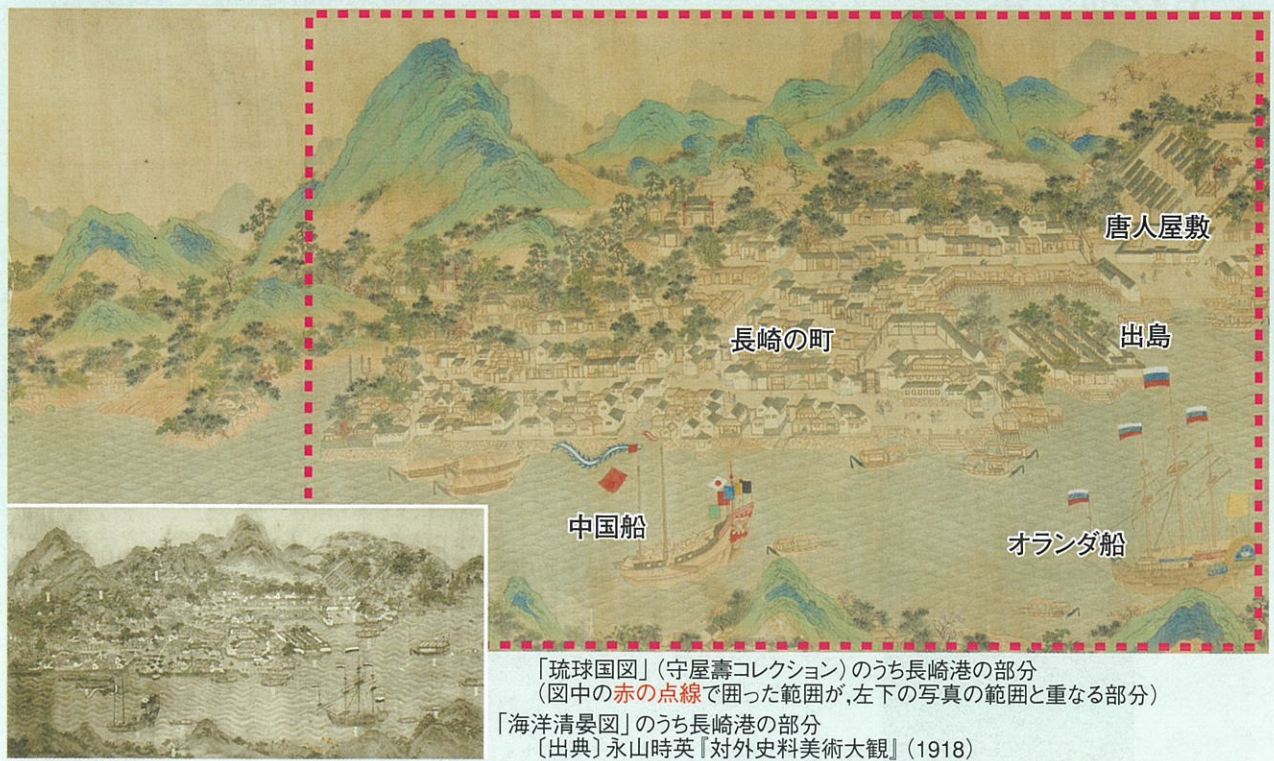 唐人屋敷
長崎の町
出島
中国船
オランダ船
「琉球国図」(守屋壽コレクション)のうち長崎港の部分
(図中の赤の点線で囲った範囲が,左下の写真の範囲と重なる部分)
「海洋清晏図」のうち長崎港の部分
〔出典〕永山時英『対外史料美術大観』(1918)